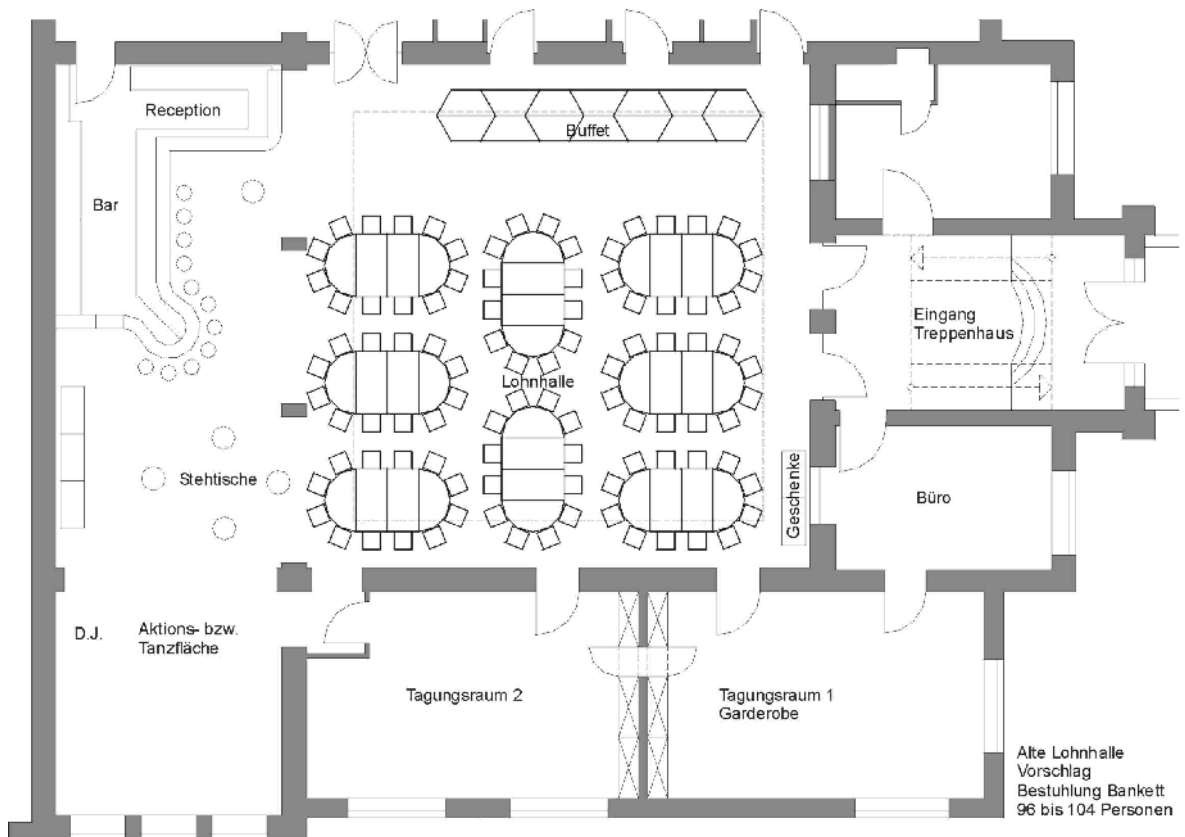 Reception
Buffet
Bar
Eingang
Treppenhaus
Lohnhalle
Stehtische
Geschenke
Büro
D.J.
Aktions- bzw.
Tanzfläche
Tagungsraum 2
Tagungsraum 1
Garderobe
Alte Lohnhalle
Vorschlag
Bestuhlung Bankett
96 bis 104 Personen